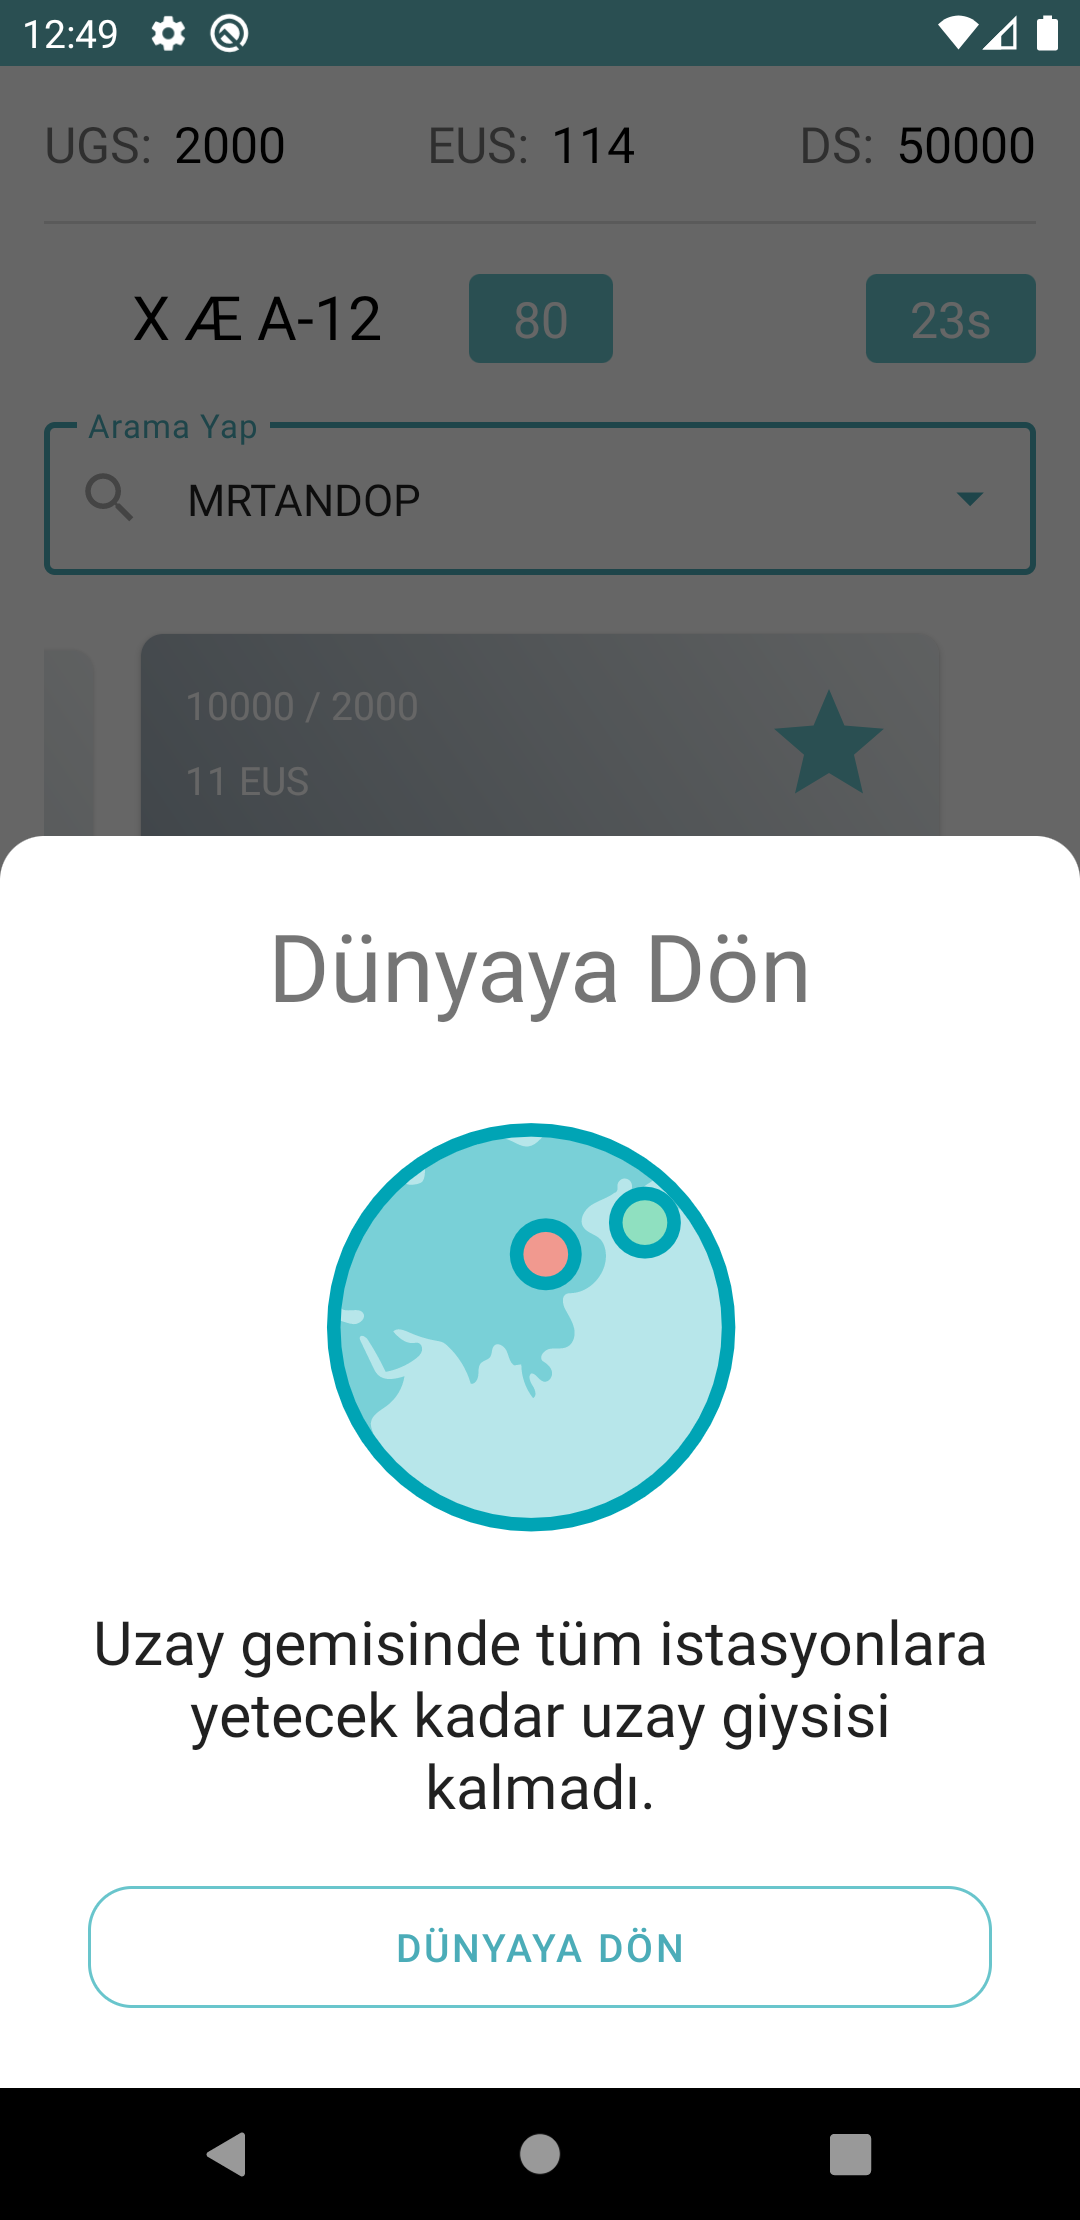 12:49
UGS: 2000 EUS: 114 DS: 50000
X Æ A-12 80 23s
Arama Yap
MRTANDOP
10000 / 2000
11 EUS
Dünyaya Dön
Uzay gemisinde tüm istasyonlara
yetecek kadar uzay giysisi
kalmadı.
DÜNYAYA DÖN